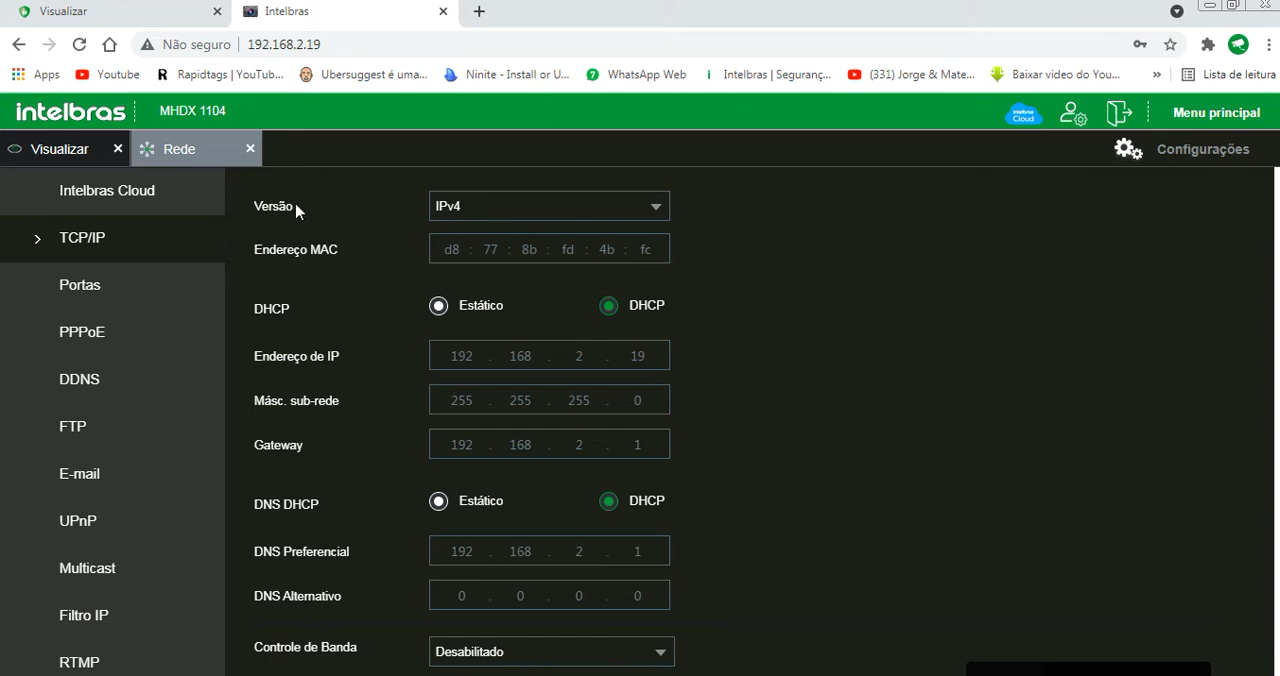 Visualizar
Intelbras
Não seguro
192.168.2.19
Apps
Youtube
Rapidtags | YouTub...
Ubersuggest é uma...
Ninite - Install or U...
WhatsApp Web
Intelbras | Seguranç...
(331) Jorge & Mate...
Baixar video do You...
»
Lista de leitura
intelbras
MHDX 1104
Intelbras Cloud
Menu principal
Visualizar
Rede
Configurações
Intelbras Cloud
TCP/IP
Portas
PPPoE
DDNS
FTP
E-mail
UPnP
Multicast
Filtro IP
RTMP
Versão IPv4
Endereço MAC d8 : 77 : 8b : fd : 4b : fc
DHCP Estático DHCP
Endereço de IP 192 . 168 . 2 . 19
Másc. sub-rede 255 . 255 . 255 . 0
Gateway 192 . 168 . 2 . 1
DNS DHCP Estático DHCP
DNS Preferencial 192 . 168 . 2 . 1
DNS Alternativo 0 . 0 . 0 . 0
Controle de Banda Desabilitado